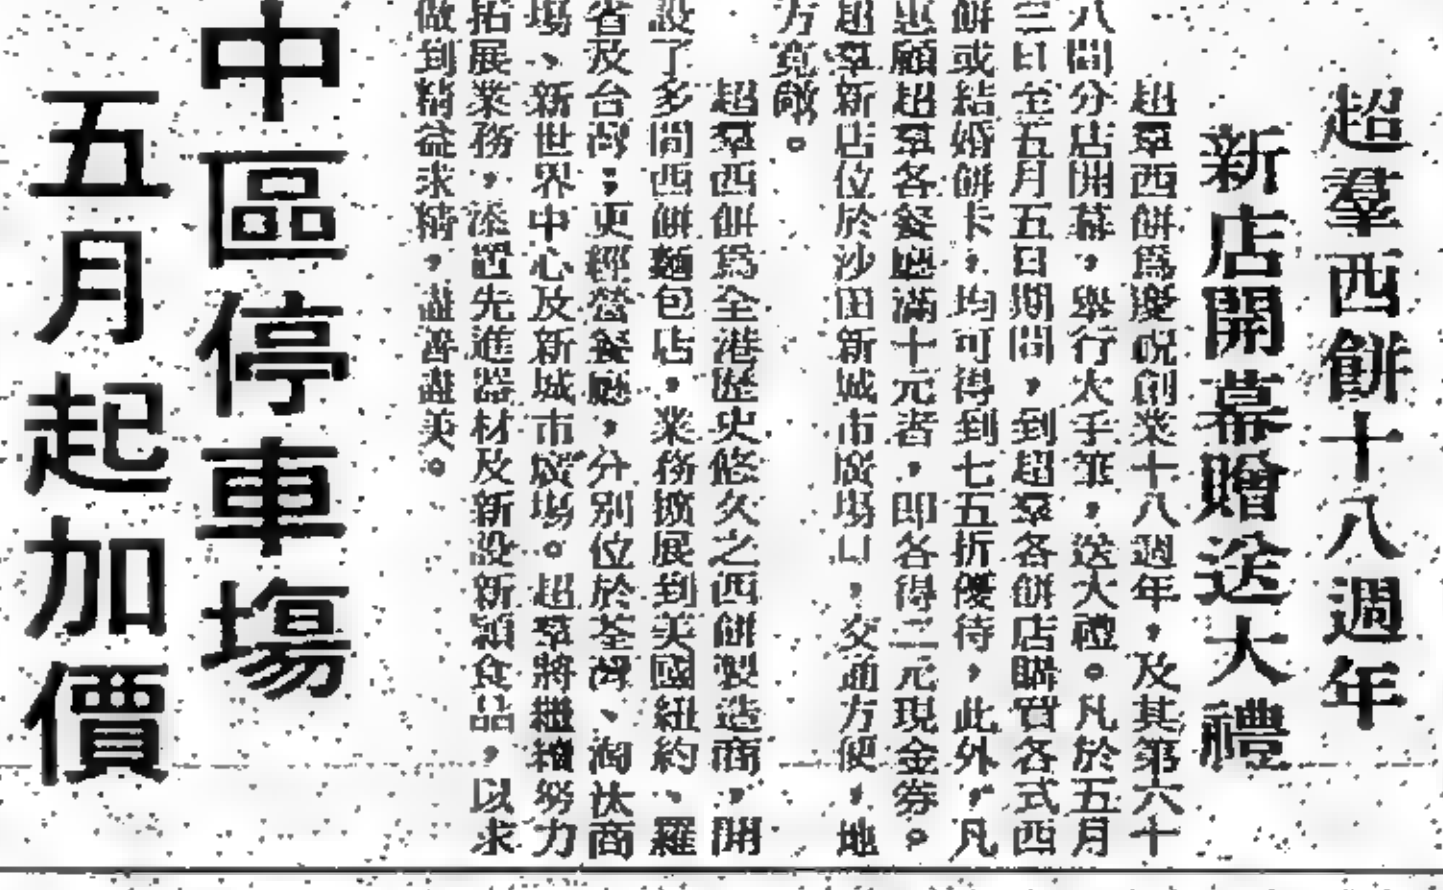 超羣西餅十八週年
新店開幕贈送大禮
超羣西餅爲慶祝創業十八週年，及其第六十
八間分店開幕，舉行大手筆，送大禮。凡於五月
三日至五月五日期間，到超羣各餅店購買各式西
餅或結婚餅卡，均可得到七五折優待，此外，凡
惠顧超羣各餐廳滿十元者，即各得二元現金劵。
超羣新店位於沙田新城市廣場口，交通方便，地
方寬敞。
超羣西餅爲全港歷史悠久之西餅製造商，開
設了多間西餅麵包店，業務擴展到美國紐約、羅
省及台灣；更經營餐廳，分別位於荃灣、淘汰商
場、新世界中心及新城市廣場。超羣將繼續努力
拓展業務，添置先進器材及新設新穎食品，以求
做到精益求精，盡善盡美。
中區停車塲
五月起加價